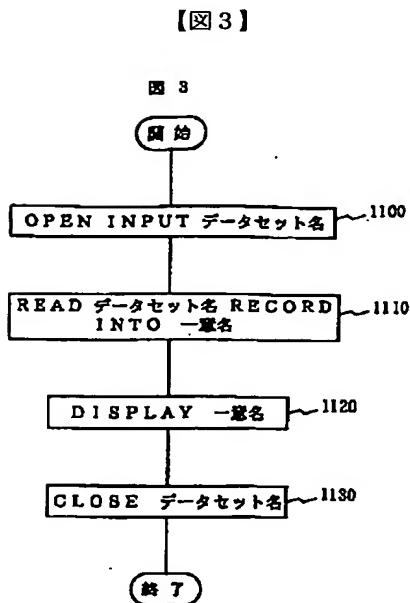 【図3】
図 3
開 始
OPEN INPUT データセット名
1100
READ データセット名 RECORD
INTO 一意名
1110
DISPLAY 一意名
1120
CLOSE データセット名
1130
終 了